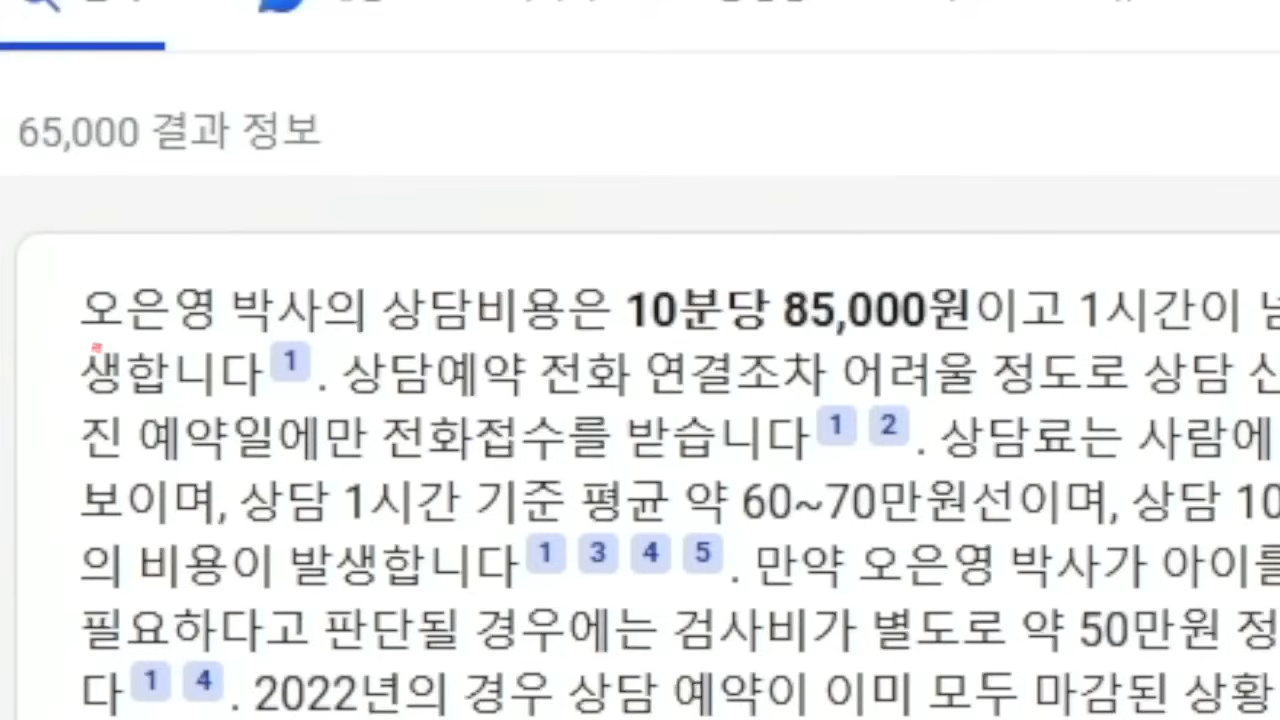 65,000 결과 정보
오은영 박사의 상담비용은 10분당 85,000원이고 1시간이
생합니다 1 . 상담예약 전화 연결조차 어려울 정도로 상담
진 예약일에만 전화접수를 받습니다 1 2 . 상담료는 사람에
보이며, 상담 1시간 기준 평균 약 60~70만원선이며, 상담 10
의 비용이 발생합니다 1 3 4 5 . 만약 오은영 박사가 아이를
필요하다고 판단될 경우에는 검사비가 별도로 약 50만원 정
다 1 4 . 2022년의 경우 상담 예약이 이미 모두 마감된 상황